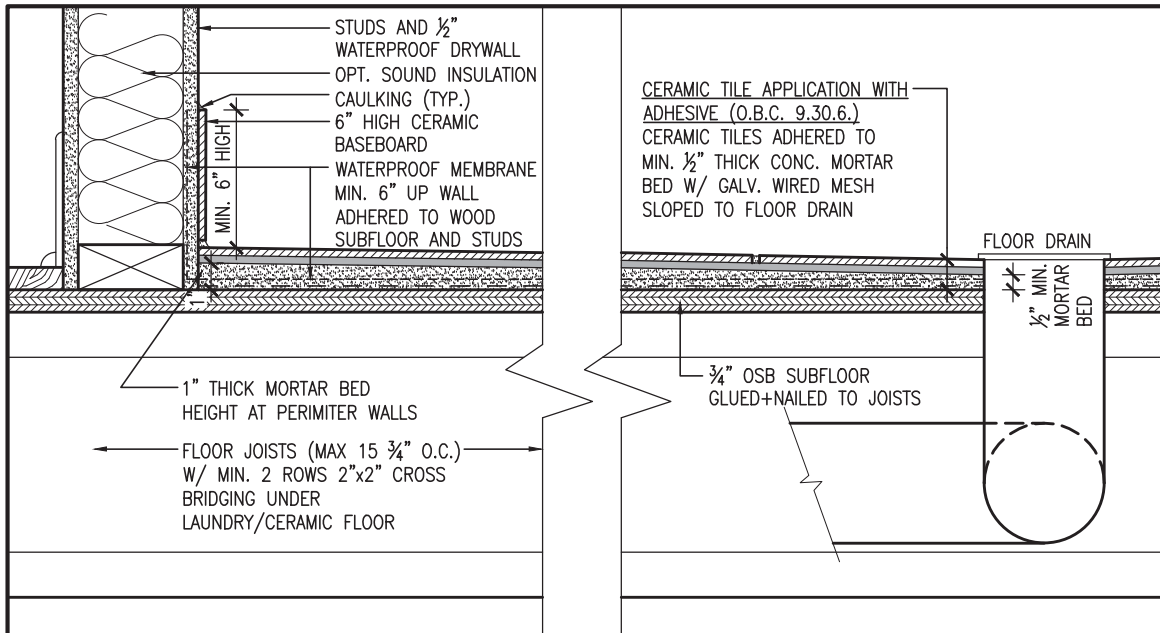 STUDS AND ½"
WATERPROOF DRYWALL
OPT. SOUND INSULATION
CAULKING (TYP.)
6" HIGH CERAMIC
BASEBOARD
WATERPROOF MEMBRANE
MIN. 6" UP WALL
ADHERED TO WOOD
SUBFLOOR AND STUDS
MIN. 6" HIGH
1"
1" THICK MORTAR BED
HEIGHT AT PERIMITER WALLS
FLOOR JOISTS (MAX 15 ¾" O.C.)
W/ MIN. 2 ROWS 2"x2" CROSS
BRIDGING UNDER
LAUNDRY/CERAMIC FLOOR
CERAMIC TILE APPLICATION WITH
ADHESIVE (O.B.C. 9.30.6.)
CERAMIC TILES ADHERED TO
MIN. ½" THICK CONC. MORTAR
BED W/ GALV. WIRED MESH
SLOPED TO FLOOR DRAIN
FLOOR DRAIN
½" MIN.
MORTAR
BED
¾" OSB SUBFLOOR
GLUED+NAILED TO JOISTS